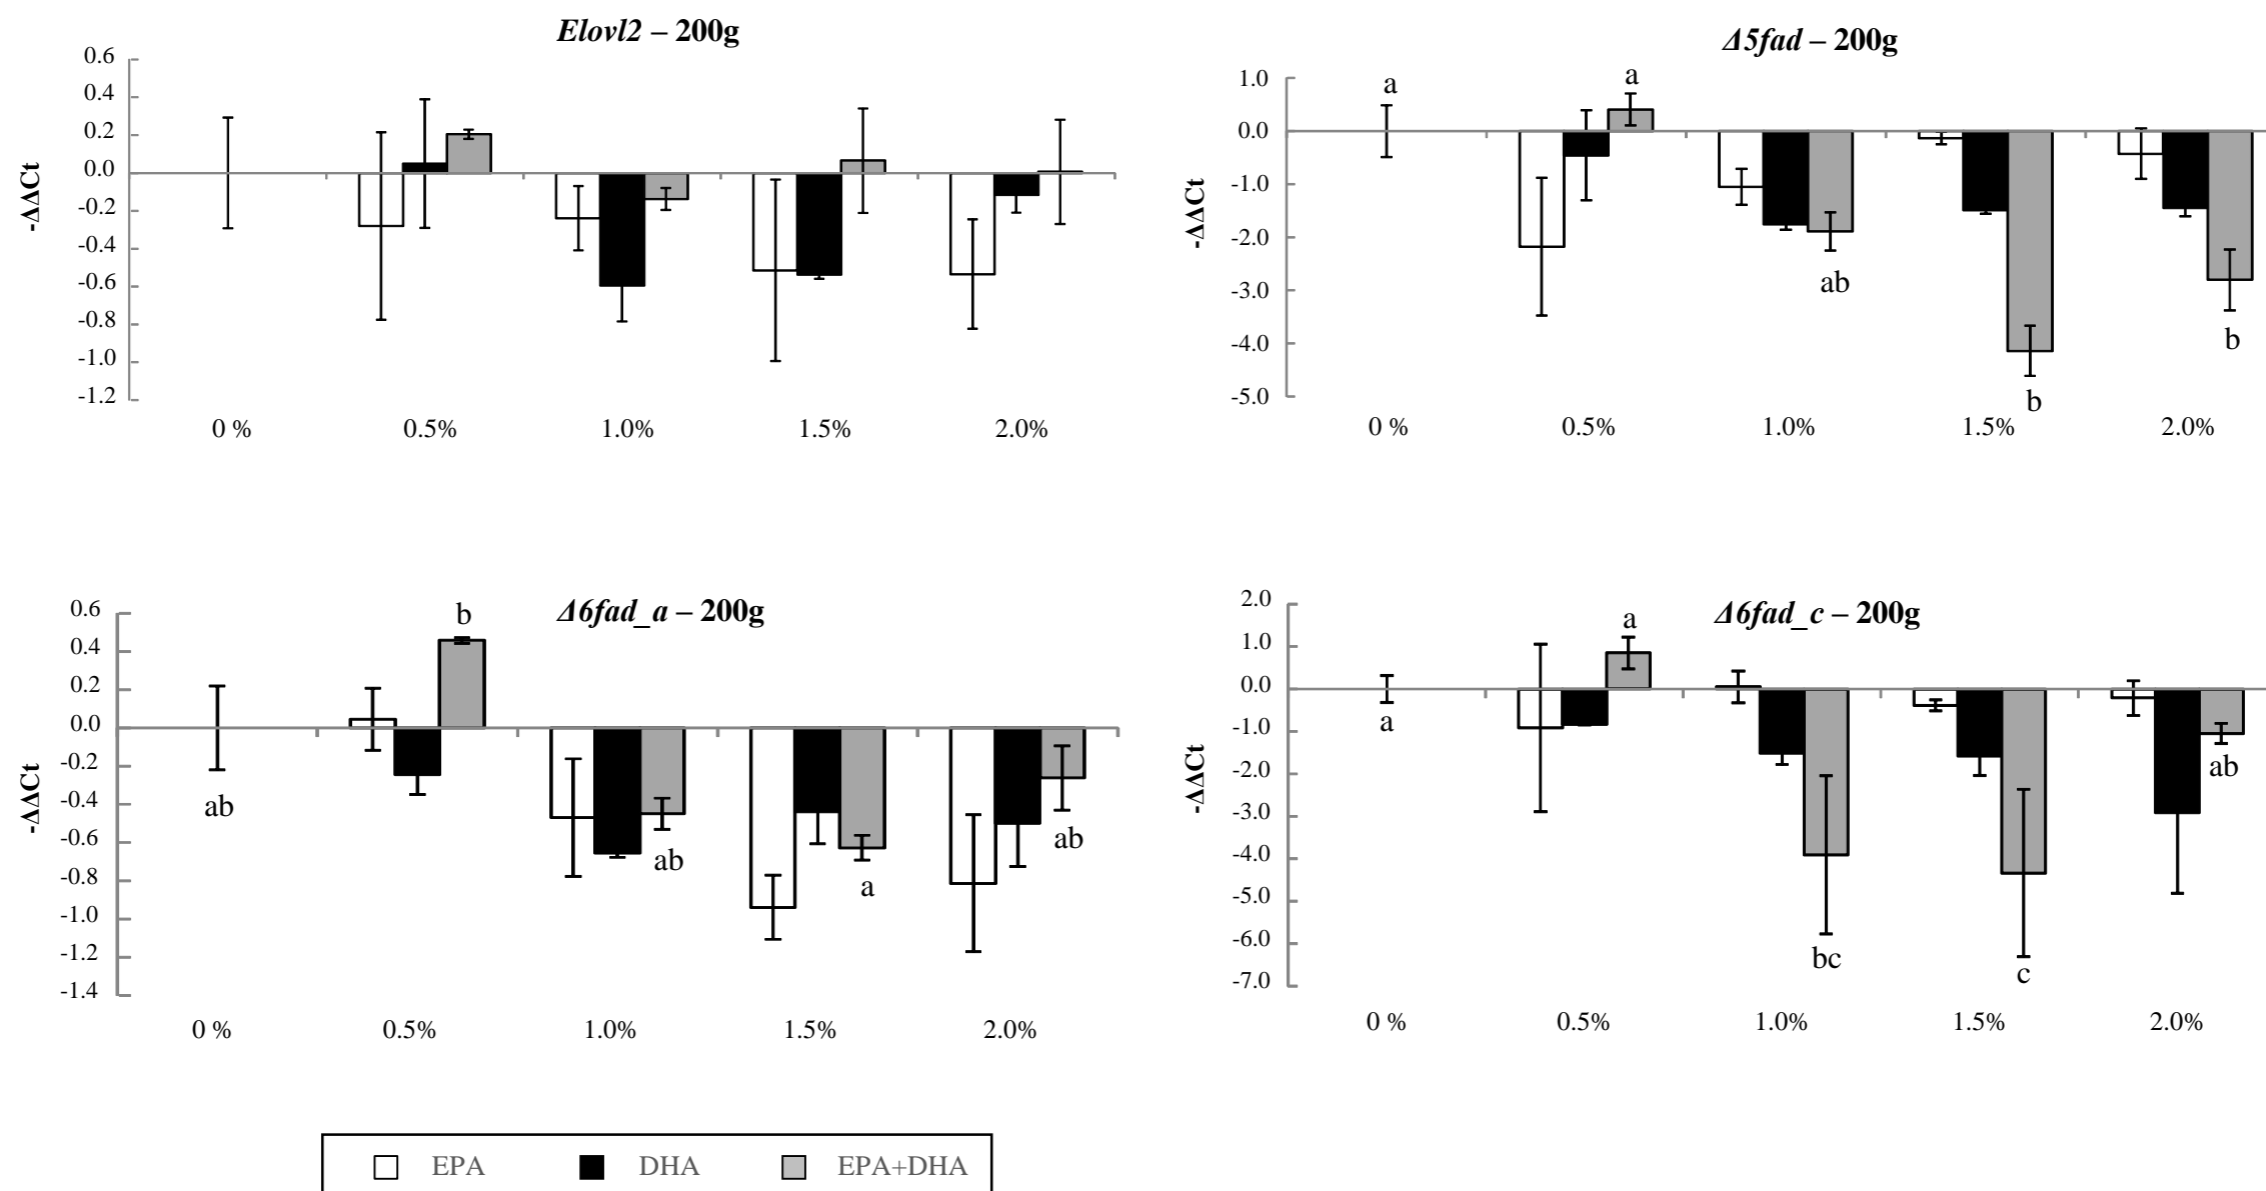 Elovl2 – 200g
0.6
0.4
0.2
0.0
-0.2
-0.4
-0.6
-0.8
-1.0
-1.2
-ΔΔCt
0 % 0.5% 1.0% 1.5% 2.0%
Δ5fad – 200g
1.0
0.0
-1.0
-2.0
-3.0
-4.0
-5.0
-ΔΔCt
a a
ab
b
b
0 % 0.5% 1.0% 1.5% 2.0%
Δ6fad_a – 200g
0.6
0.4
0.2
0.0
-0.2
-0.4
-0.6
-0.8
-1.0
-1.2
-1.4
-ΔΔCt
b
ab
ab
a
ab
0 % 0.5% 1.0% 1.5% 2.0%
Δ6fad_c – 200g
2.0
1.0
0.0
-1.0
-2.0
-3.0
-4.0
-5.0
-6.0
-7.0
-ΔΔCt
a
a
bc
c
ab
0 % 0.5% 1.0% 1.5% 2.0%
EPA DHA EPA+DHA